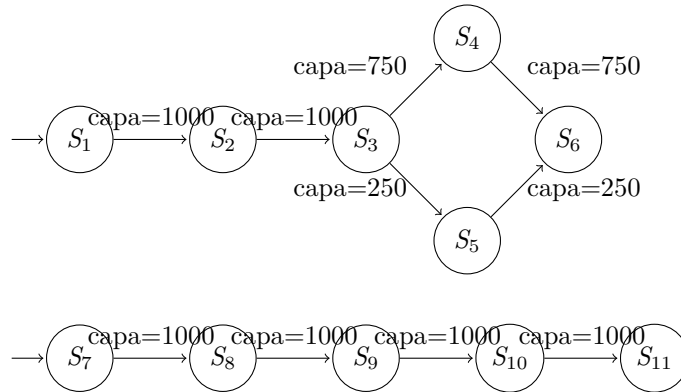 S4
capa=750 capa=750
capa=1000 capa=1000
S1 S2 S3 S6
capa=250 capa=250
S5
capa=1000 capa=1000 capa=1000 capa=1000
S7 S8 S9 S10 S11